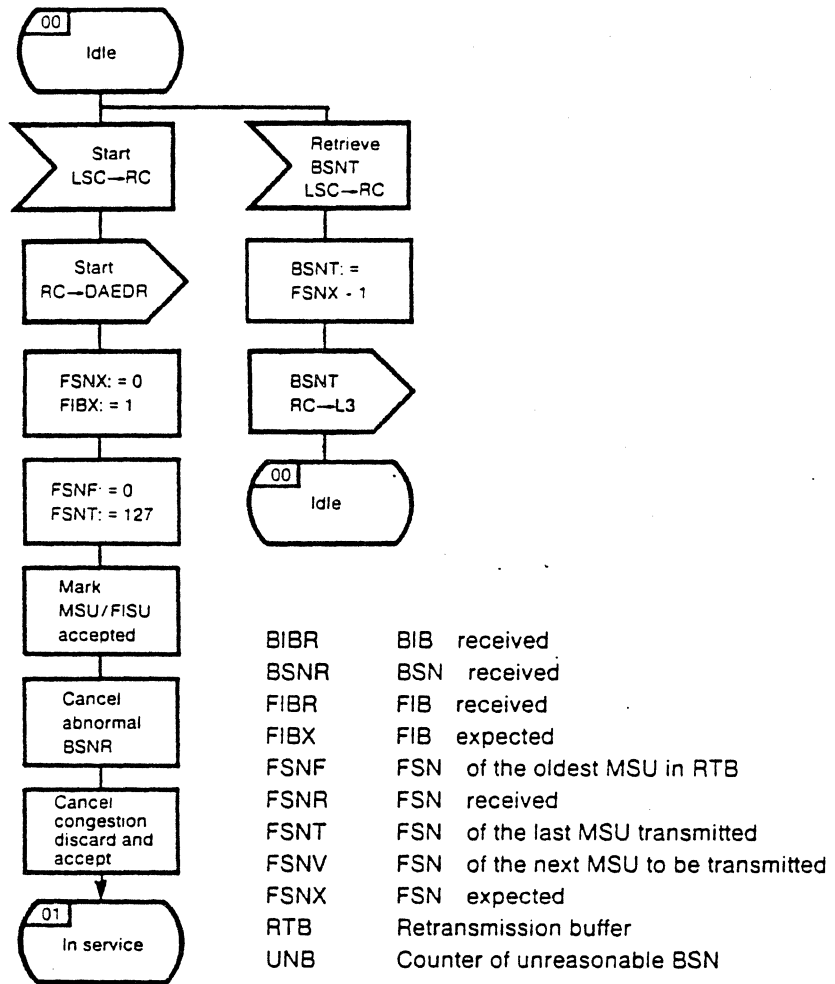 00
Idle
Start
LSC→RC
Start
RC→DAEDR
FSNX: = 0
FIBX: = 1
FSNF: = 0
FSNT: = 127
Mark
MSU/FISU
accepted
Cancel
abnormal
BSNR
Cancel
congestion
discard and
accept
01
In service
Retrieve
BSNT
LSC→RC
BSNT: =
FSNX - 1
BSNT
RC→L3
00
Idle
BIBR BIB received
BSNR BSN received
FIBR FIB received
FIBX FIB expected
FSNF FSN of the oldest MSU in RTB
FSNR FSN received
FSNT FSN of the last MSU transmitted
FSNV FSN of the next MSU to be transmitted
FSNX FSN expected
RTB Retransmission buffer
UNB Counter of unreasonable BSN